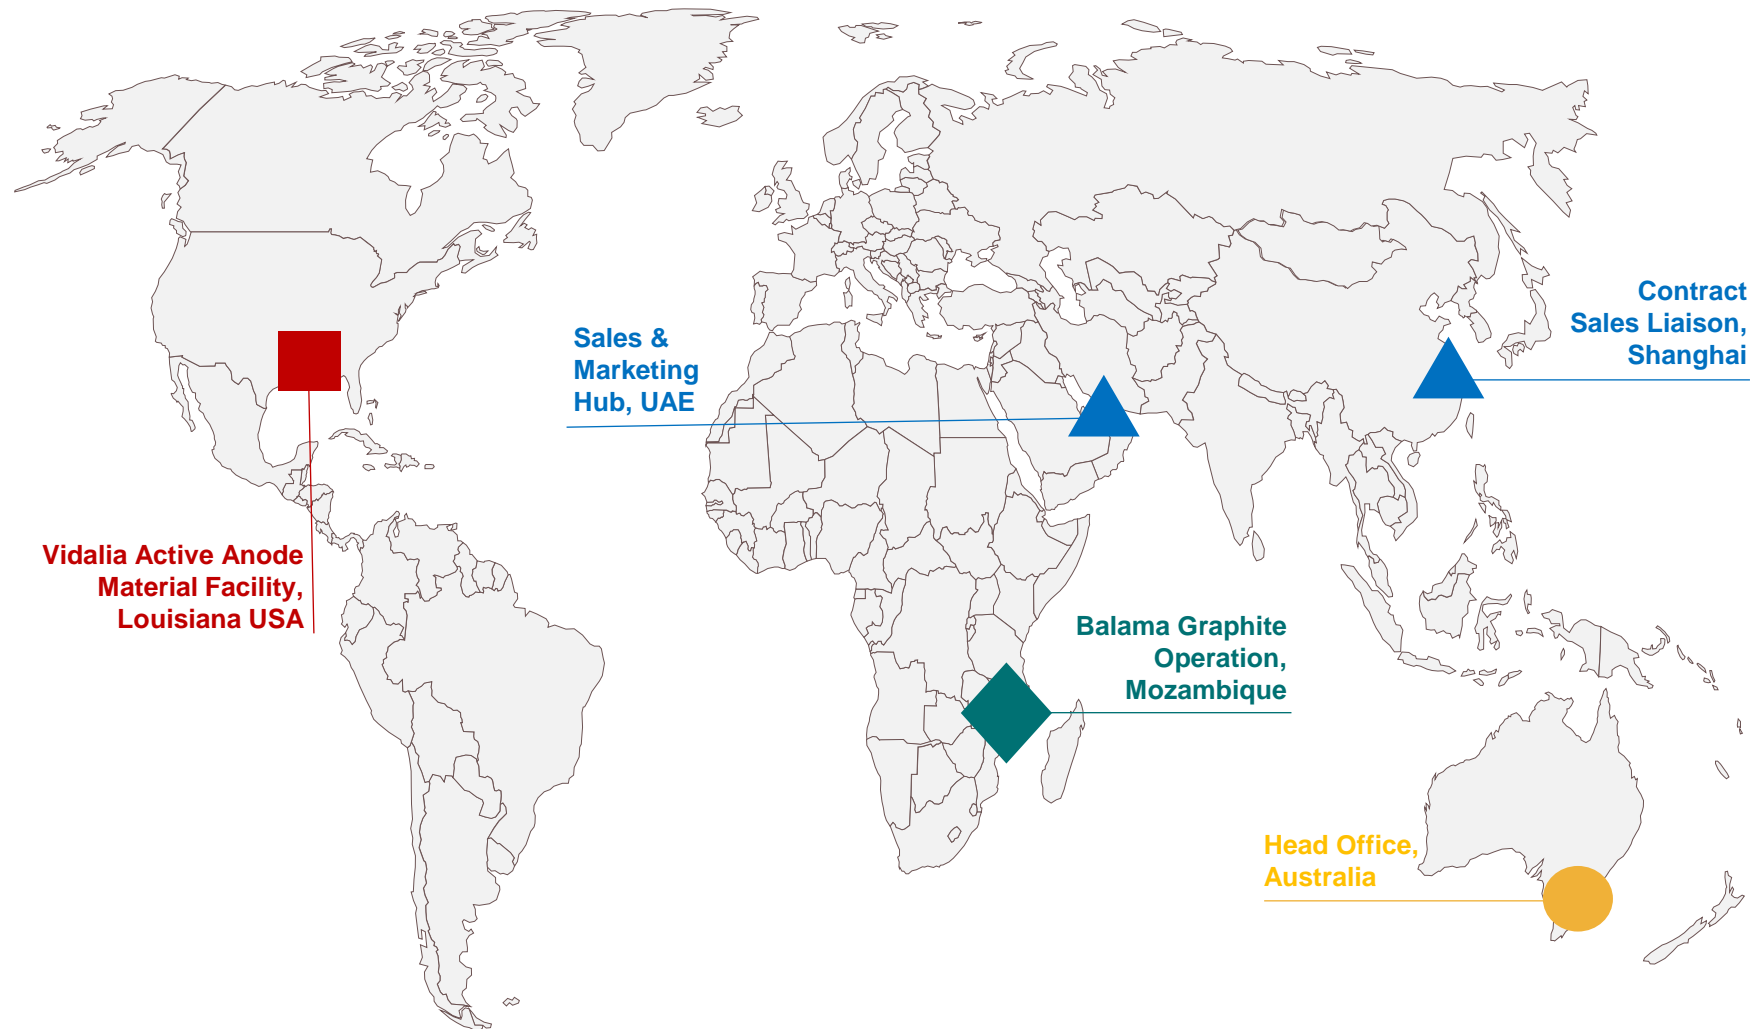 Contract
Sales Liaison,
Shanghai
Sales &
Marketing
Hub, UAE
Vidalia Active Anode
Material Facility,
Louisiana USA
Balama Graphite
Operation,
Mozambique
Head Office,
Australia